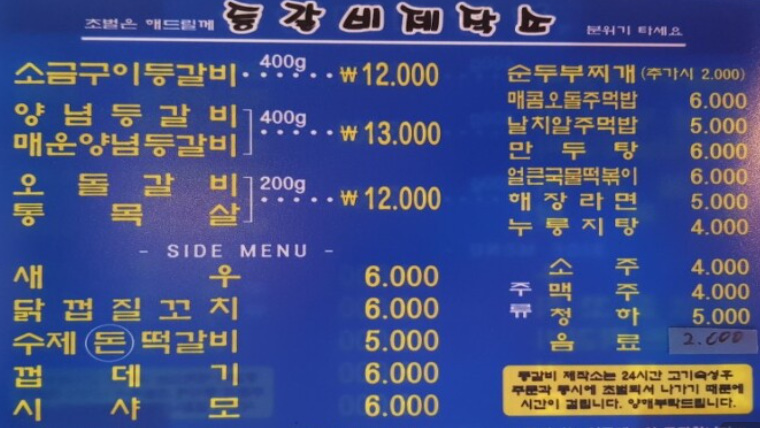 초벌은 해드릴께
분위기 타세요
소금구이등갈비 400g ₩12.000
양념등갈비
매운양념등갈비 400g ₩13.000
오돌갈비
통목살 200g ₩12.000
- SIDE MENU -
새우 6.000
닭껍질꼬치 6.000
수제 돈 떡갈비 5.000
껍데기 6.000
시샤모 6.000
순두부찌개 (추가시 2.000)
매콤오돌주먹밥 6.000
날치알주먹밥 5.000
만두탕 6.000
얼큰국물떡볶이 6.000
해장라면 5.000
누룽지탕 4.000
주류
소주 4.000
맥주 4.000
청하 5.000
음료 2.000
등갈비 제작소는 24시간 고기숙성후
주문과 동시에 초벌되서 나가기 때문에
시간이 걸립니다. 양해부탁드립니다.